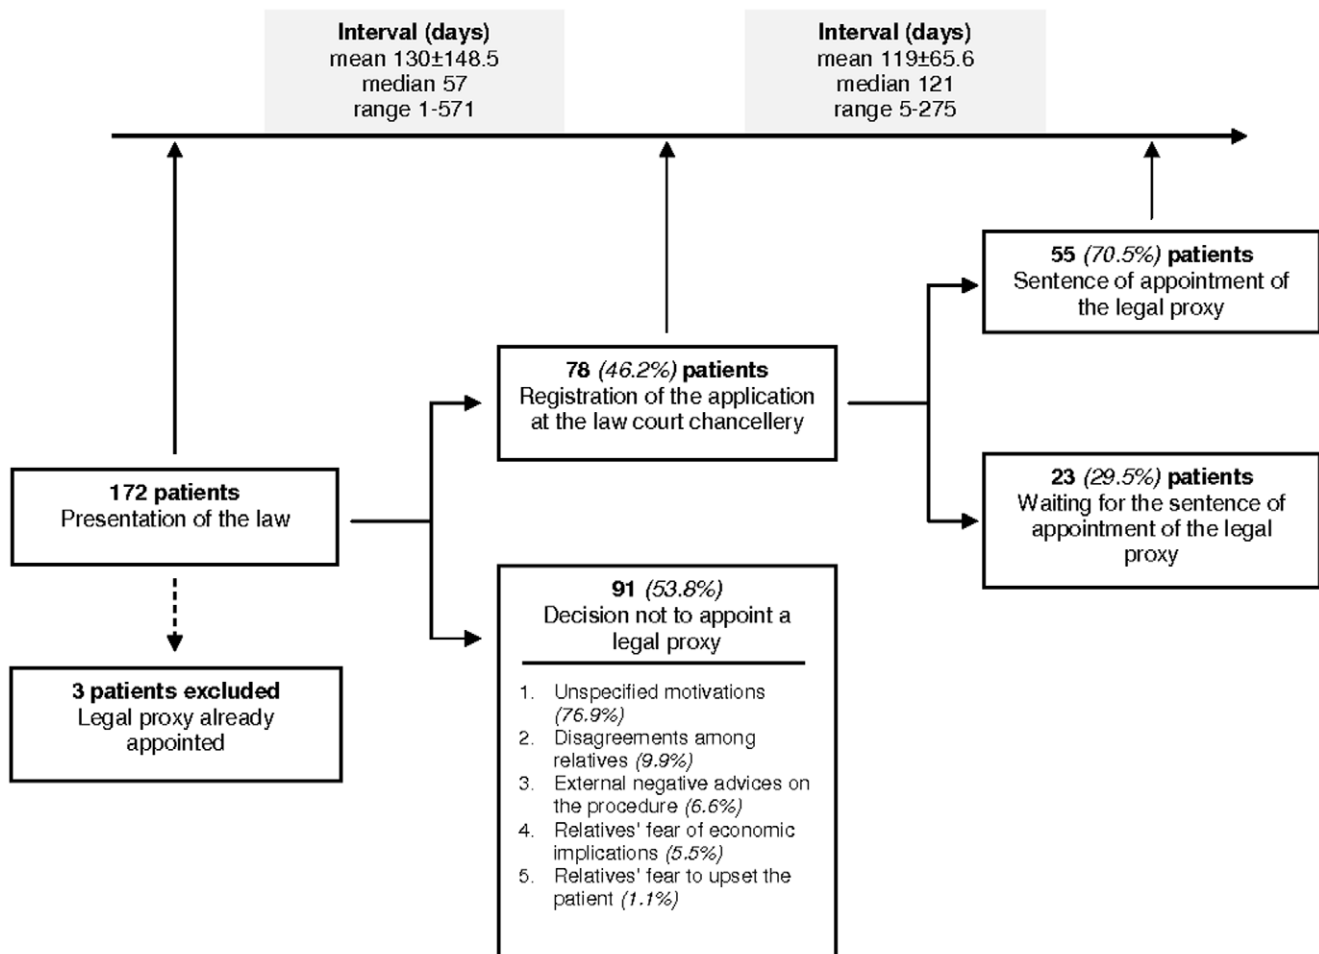 Interval (days)
mean 130±148.5
median 57
range 1-571
Interval (days)
mean 119±65.6
median 121
range 5-275
55 (70.5%) patients
Sentence of appointment of
the legal proxy
78 (46.2%) patients
Registration of the application
at the law court chancellery
172 patients
Presentation of the law
23 (29.5%) patients
Waiting for the sentence of
appointment of the legal
proxy
91 (53.8%)
Decision not to appoint a
legal proxy
3 patients excluded
Legal proxy already
appointed
1. Unspecified motivations
(76.9%)
2. Disagreements among
relatives (9.9%)
3. External negative advices on
the procedure (6.6%)
4. Relatives' fear of economic
implications (5.5%)
5. Relatives' fear to upset the
patient (1.1%)